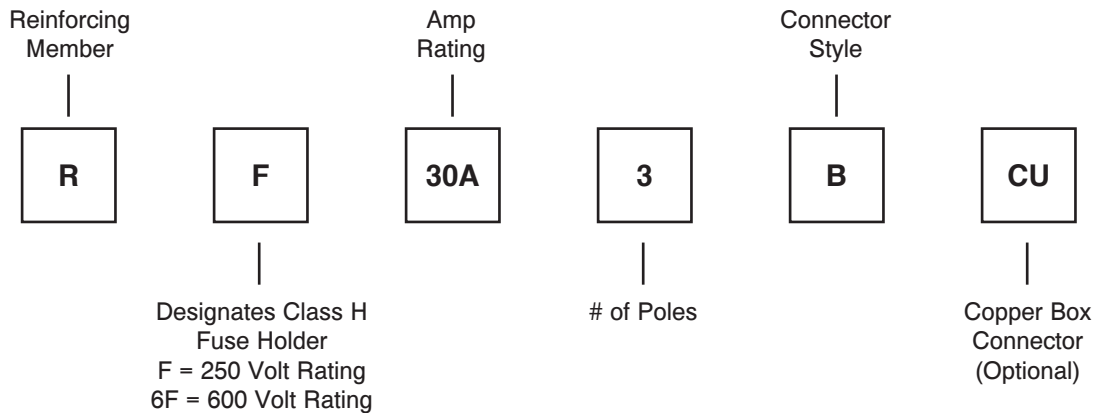 Reinforcing
Member
Amp
Rating
Connector
Style
R
F
30A
3
B
CU
Designates Class H
Fuse Holder
F = 250 Volt Rating
6F = 600 Volt Rating
# of Poles
Copper Box
Connector
(Optional)